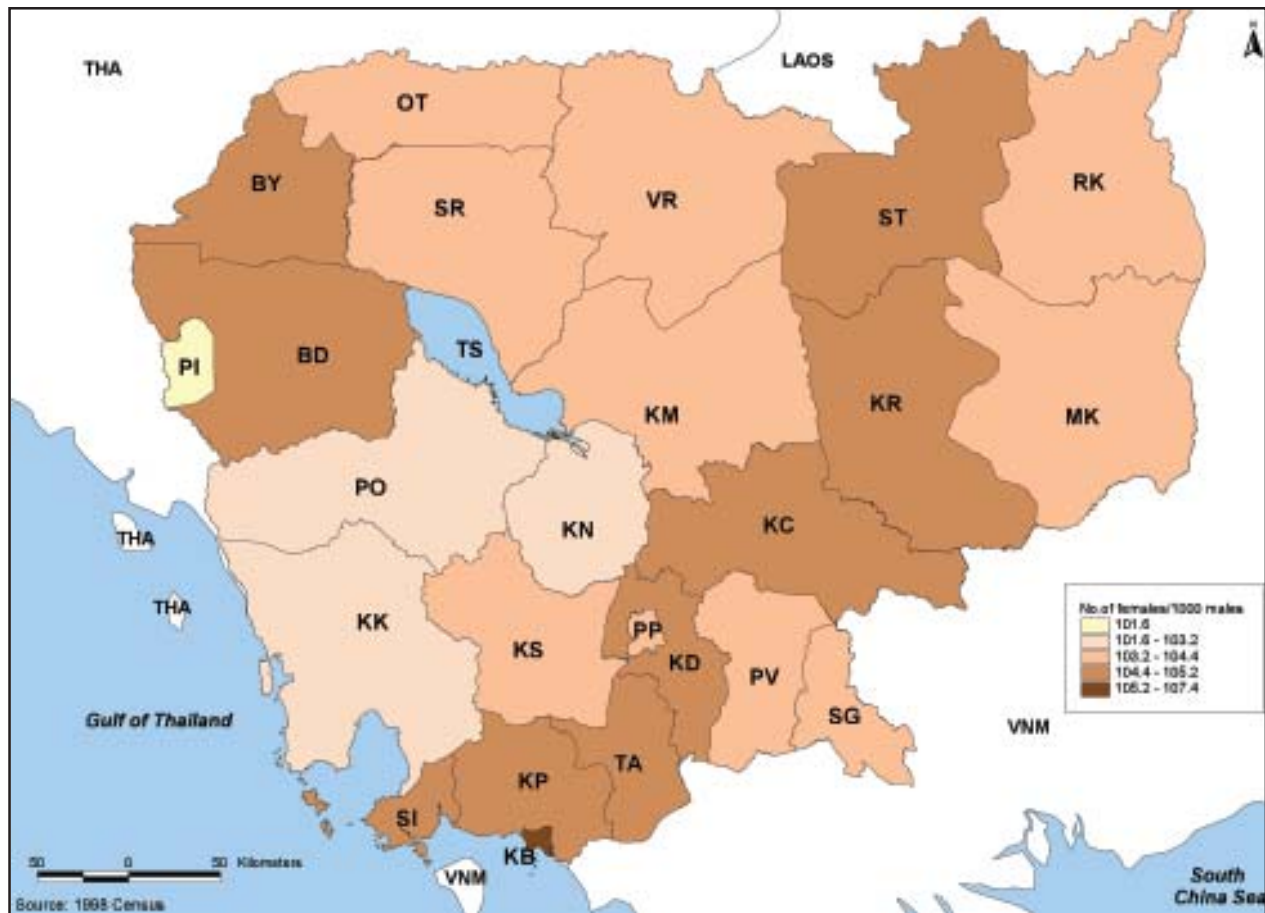 N
THA
LAOS
OT
BY
RK
SR
VR
ST
TS
PI
BD
KM
KR
MK
PO
KN
KC
THA
THA
KK
KS
PP
KD
PV
SG
No.of females/1000 males
101.6
101.6 - 103.2
103.2 - 104.4
104.4 - 105.2
105.2 - 107.4
Gulf of Thailand
VNM
TA
KP
SI
KB
VNM
50 0 50 Kilometers
South
China Sea
Source: 1998 Census